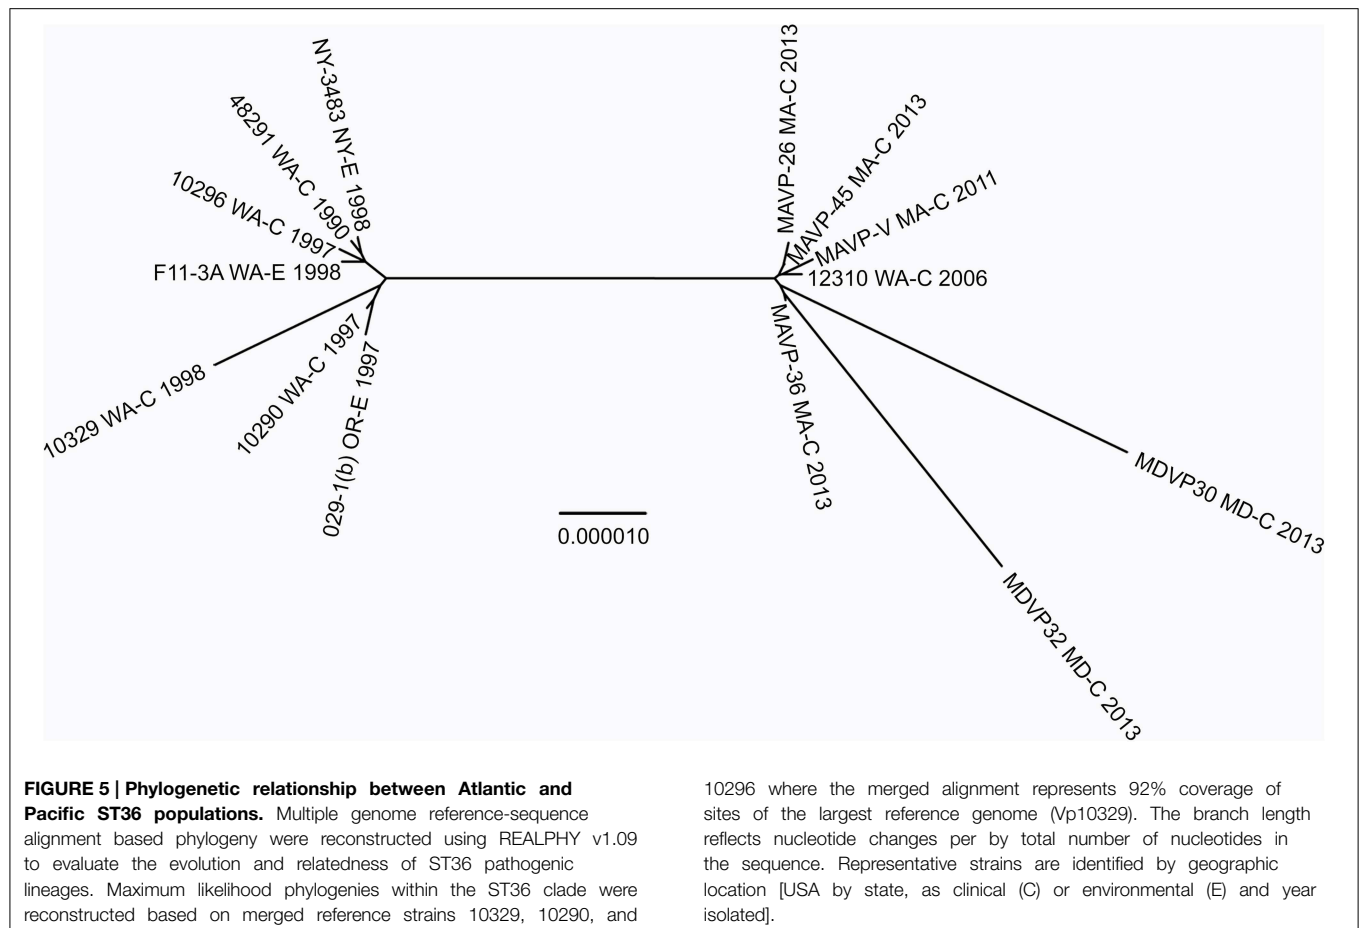 NY-3483 NY-E 1998
48291 WA-C 1990
10296 WA-C 1997
F11-3A WA-E 1998
10329 WA-C 1998
10290 WA-C 1997
029-1(b) OR-E 1997
MAVP-26 MA-C 2013
MAVP-45 MA-C 2013
MAVP-V MA-C 2011
12310 WA-C 2006
MAVP-36 MA-C 2013
MDVP30 MD-C 2013
MDVP32 MD-C 2013
0.000010
FIGURE 5 | Phylogenetic relationship between Atlantic and
Pacific ST36 populations. Multiple genome reference-sequence
alignment based phylogeny were reconstructed using REALPHY v1.09
to evaluate the evolution and relatedness of ST36 pathogenic
lineages. Maximum likelihood phylogenies within the ST36 clade were
reconstructed based on merged reference strains 10329, 10290, and
10296 where the merged alignment represents 92% coverage of
sites of the largest reference genome (Vp10329). The branch length
reflects nucleotide changes per by total number of nucleotides in
the sequence. Representative strains are identified by geographic
location [USA by state, as clinical (C) or environmental (E) and year
isolated].